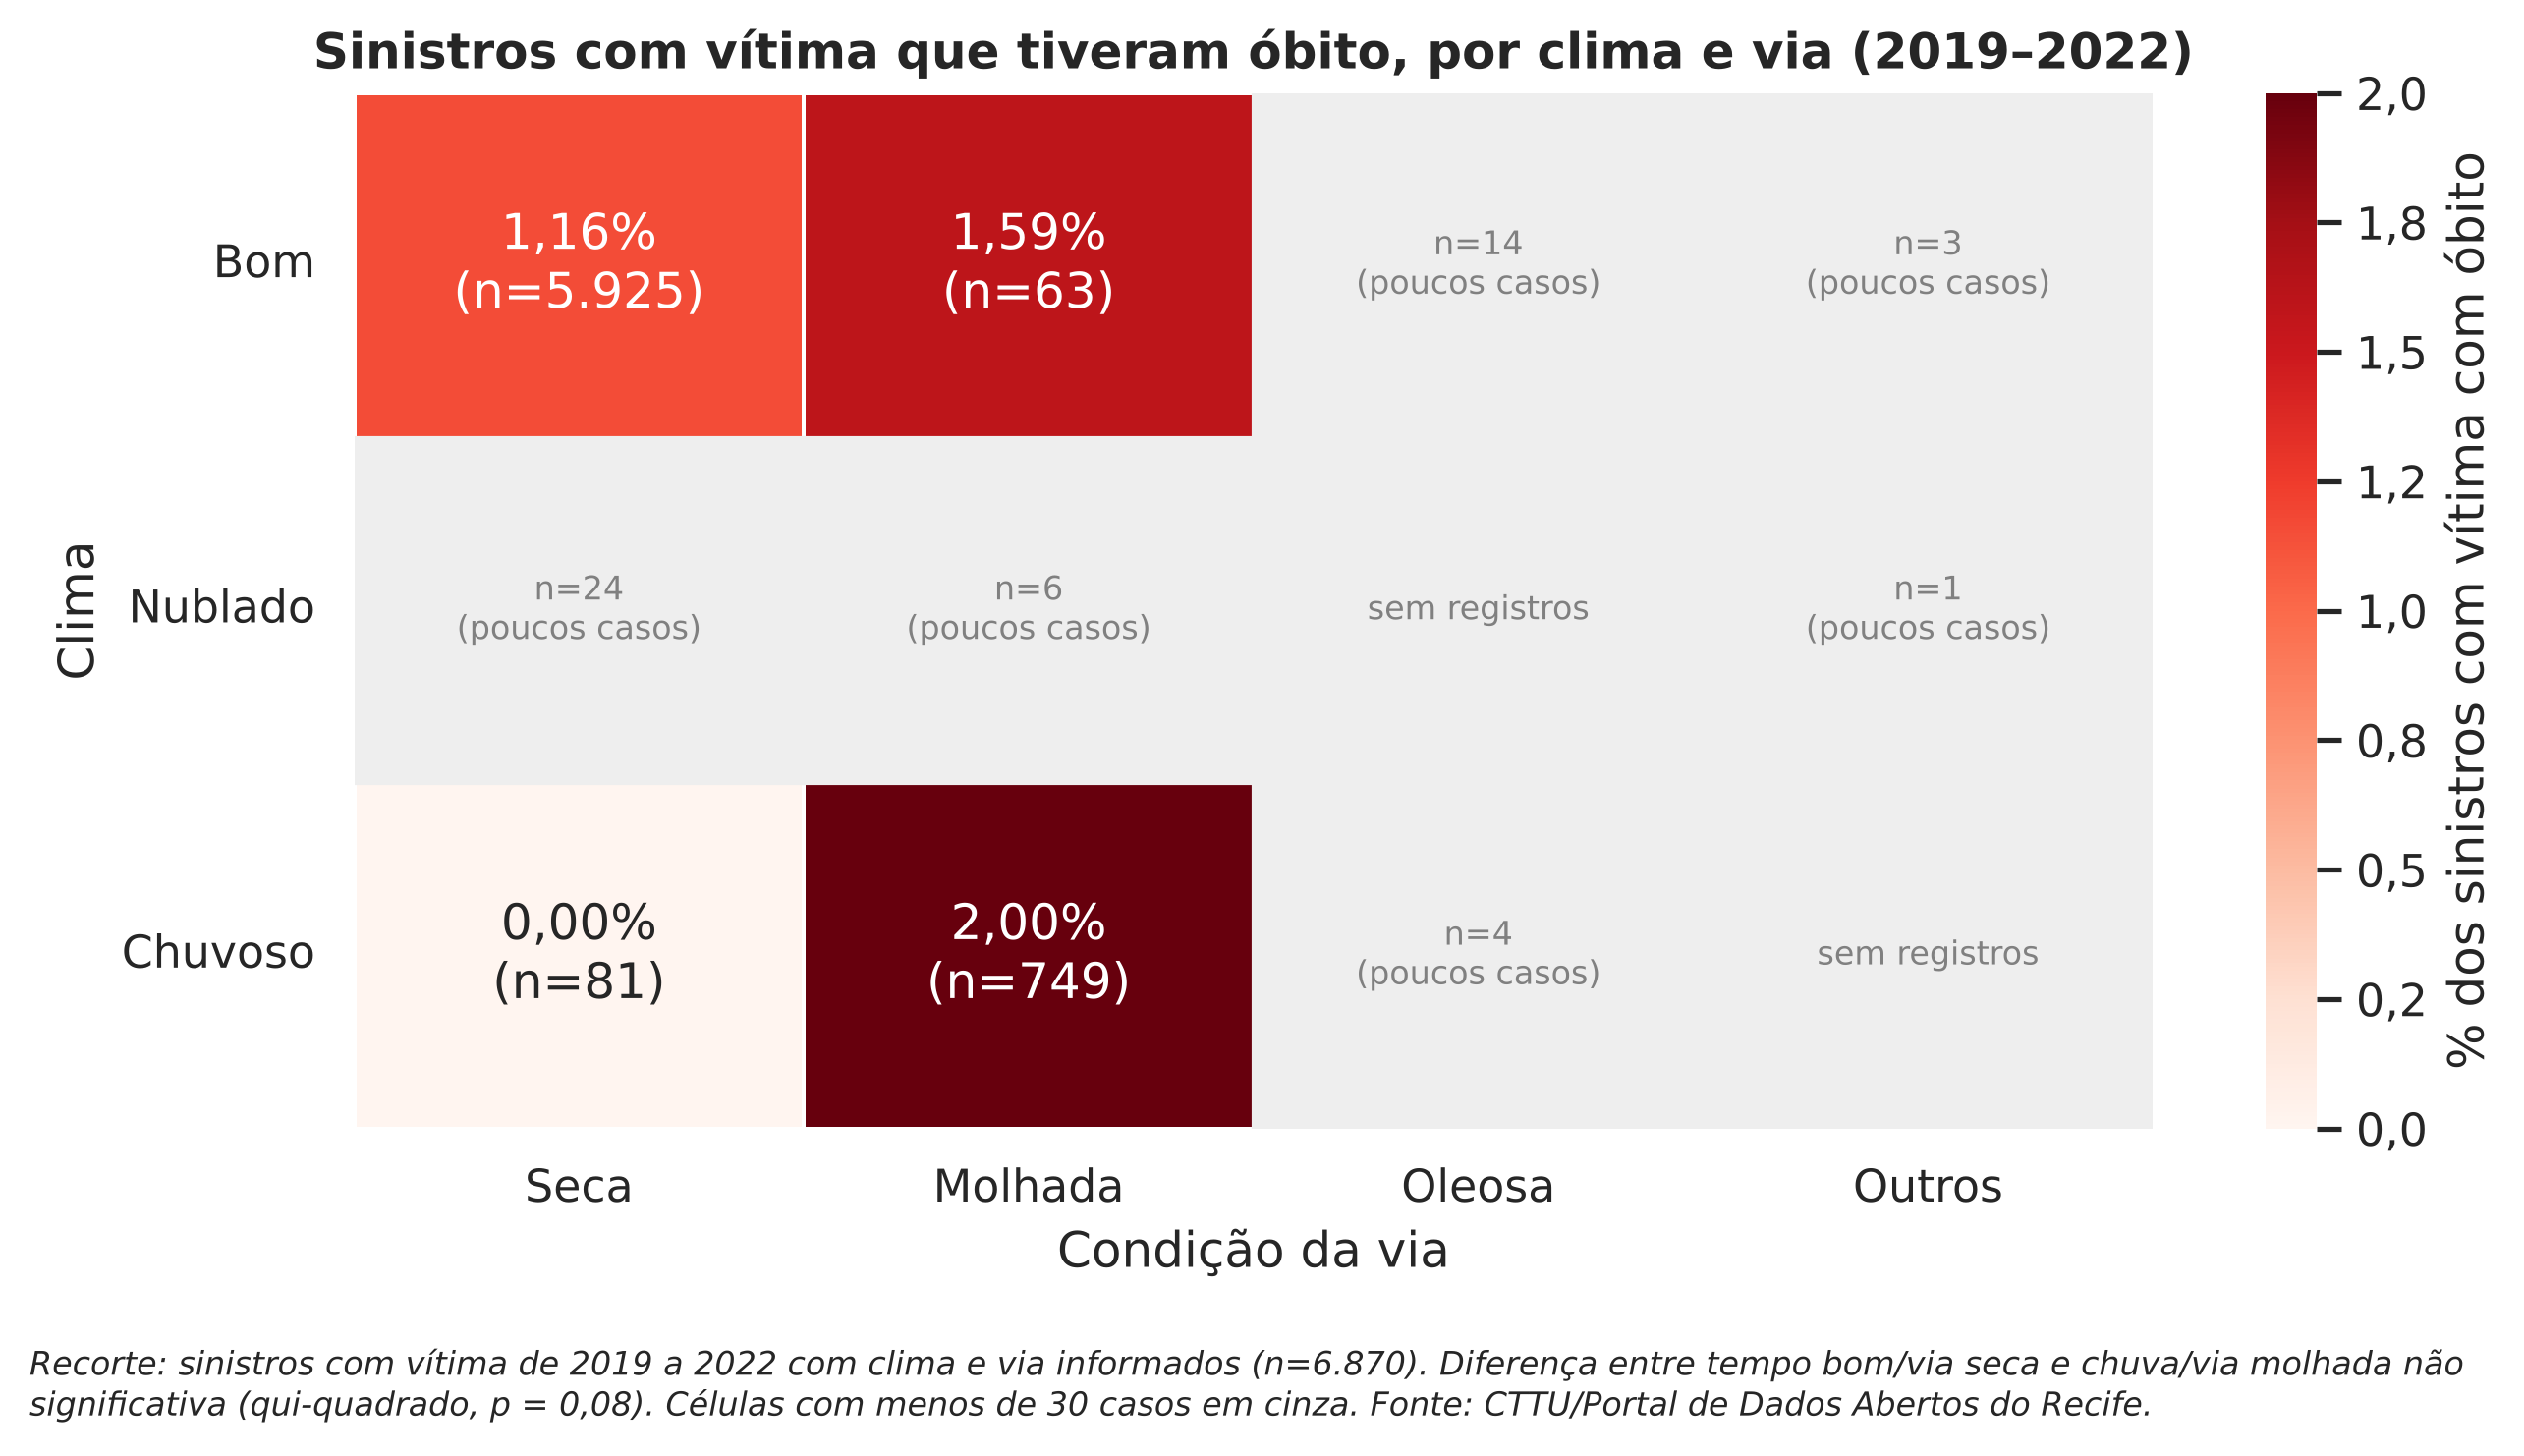 Sinistros com vítima que tiveram óbito, por clima e via (2019–2022)
Clima
Bom
1,16%
(n=5.925)
1,59%
(n=63)
n=14
(poucos casos)
n=3
(poucos casos)
Nublado
n=24
(poucos casos)
n=6
(poucos casos)
sem registros
n=1
(poucos casos)
Chuvoso
0,00%
(n=81)
2,00%
(n=749)
n=4
(poucos casos)
sem registros
Seca
Molhada
Oleosa
Outros
Condição da via
2,0
1,8
1,5
1,2
1,0
0,8
0,5
0,2
0,0
% dos sinistros com vítima com óbito
Recorte: sinistros com vítima de 2019 a 2022 com clima e via informados (n=6.870). Diferença entre tempo bom/via seca e chuva/via molhada não
significativa (qui-quadrado, p = 0,08). Células com menos de 30 casos em cinza. Fonte: CTTU/Portal de Dados Abertos do Recife.